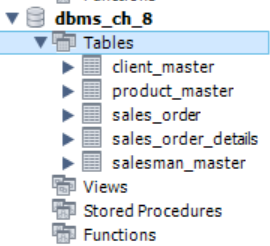 dbms_ch_8
Tables
client_master
product_master
sales_order
sales_order_details
salesman_master
Views
Stored Procedures
Functions